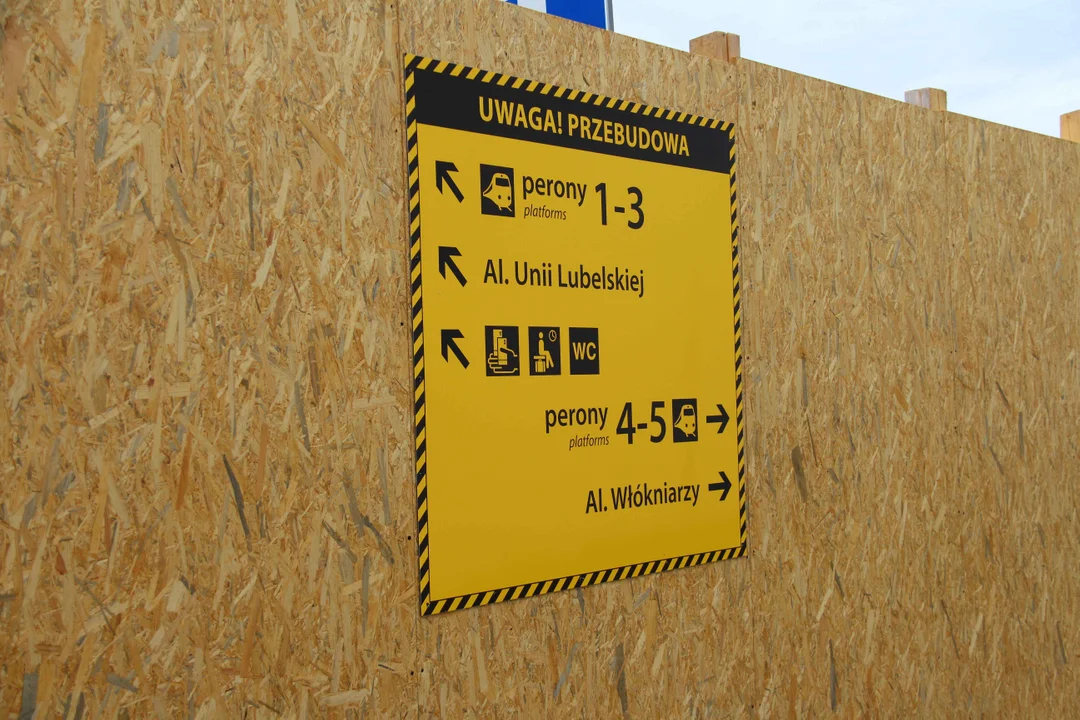 UWAGA! PRZEBUDOWA
perony 1-3
platforms
Al. Unii Lubelskiej
WC
perony 4-5
platforms
Al. Włókniarzy